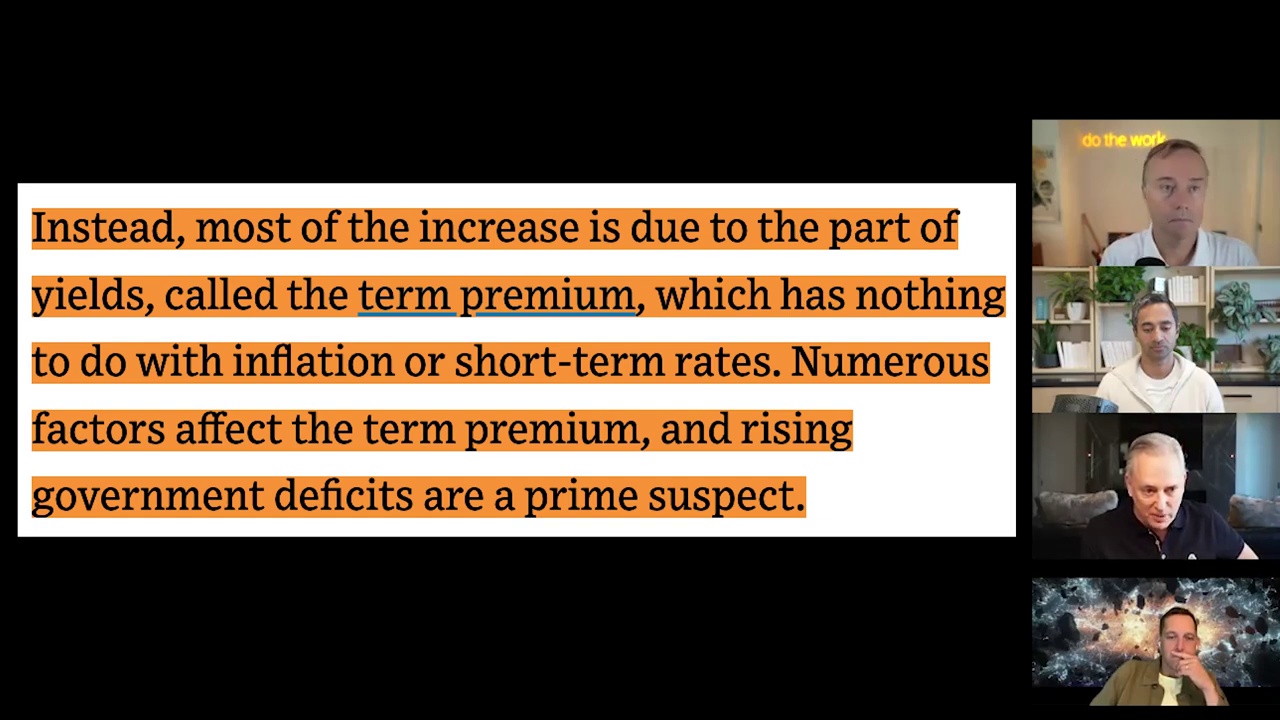 Instead, most of the increase is due to the part of
yields, called the term premium, which has nothing
to do with inflation or short-term rates. Numerous
factors affect the term premium, and rising
government deficits are a prime suspect.
do the work